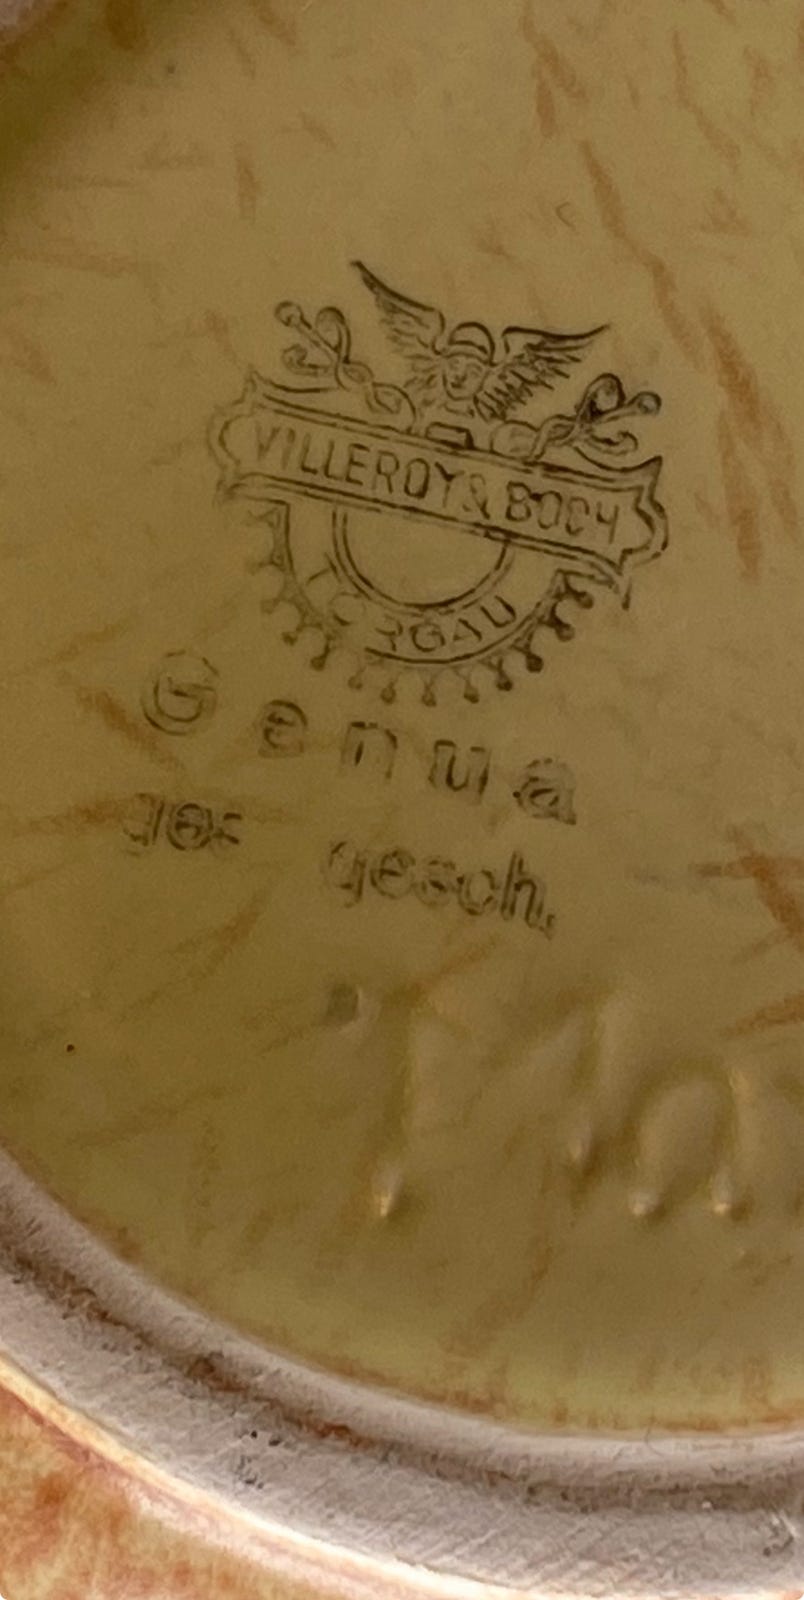 VILLEROY & BOCH
TORGAU
Genua
ges gesch.